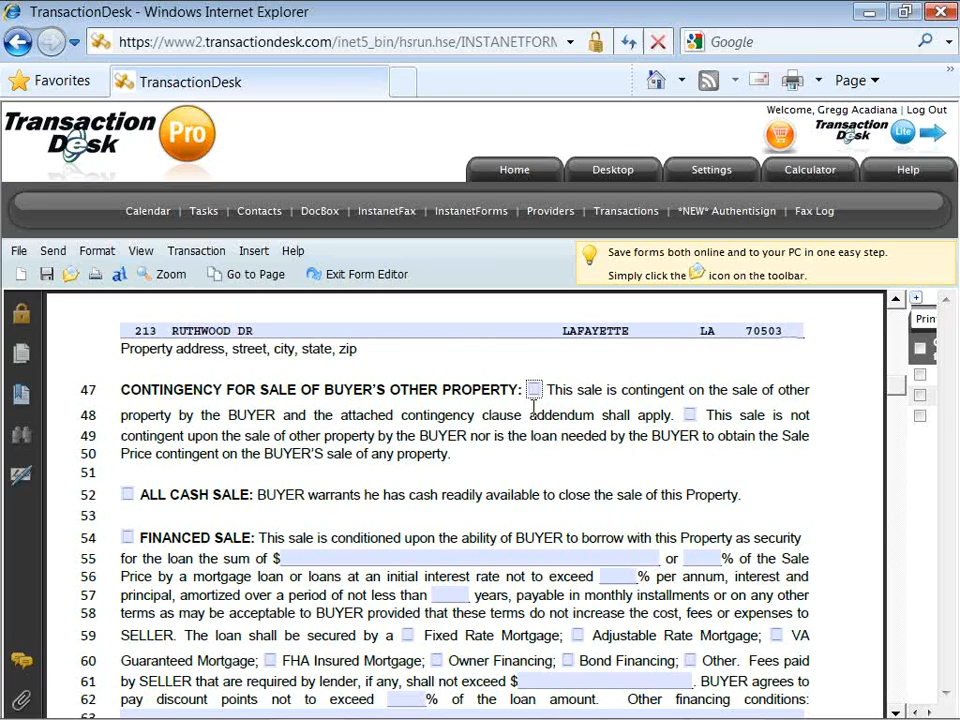 TransactionDesk - Windows Internet Explorer
https://www2.transactiondesk.com/inet5_bin/hsrun.hse/INSTANETFORM
Google
Favorites
TransactionDesk
Page
Transaction Desk
Pro
Welcome, Gregg Acadiana | Log Out
Transaction Desk
Lite
Home
Desktop
Settings
Calculator
Help
Calendar | Tasks | Contacts | DocBox | InstanetFax | InstanetForms | Providers | Transactions | *NEW* Authentisign | Fax Log
File Send Format View Transaction Insert Help
Zoom
Go to Page
Exit Form Editor
Save forms both online and to your PC in one easy step.
Simply click the icon on the toolbar.
Prin
213 RUTHWOOD DR LAFAYETTE LA 70503
Property address, street, city, state, zip
47 CONTINGENCY FOR SALE OF BUYER'S OTHER PROPERTY: This sale is contingent on the sale of other
48 property by the BUYER and the attached contingency clause addendum shall apply. This sale is not
49 contingent upon the sale of other property by the BUYER nor is the loan needed by the BUYER to obtain the Sale
50 Price contingent on the BUYER'S sale of any property.
51
52 ALL CASH SALE: BUYER warrants he has cash readily available to close the sale of this Property.
53
54 FINANCED SALE: This sale is conditioned upon the ability of BUYER to borrow with this Property as security
55 for the loan the sum of $ or % of the Sale
56 Price by a mortgage loan or loans at an initial interest rate not to exceed % per annum, interest and
57 principal, amortized over a period of not less than years, payable in monthly installments or on any other
58 terms as may be acceptable to BUYER provided that these terms do not increase the cost, fees or expenses to
59 SELLER. The loan shall be secured by a Fixed Rate Mortgage; Adjustable Rate Mortgage; VA
60 Guaranteed Mortgage; FHA Insured Mortgage; Owner Financing; Bond Financing; Other. Fees paid
61 by SELLER that are required by lender, if any, shall not exceed $ . BUYER agrees to
62 pay discount points not to exceed % of the loan amount. Other financing conditions: